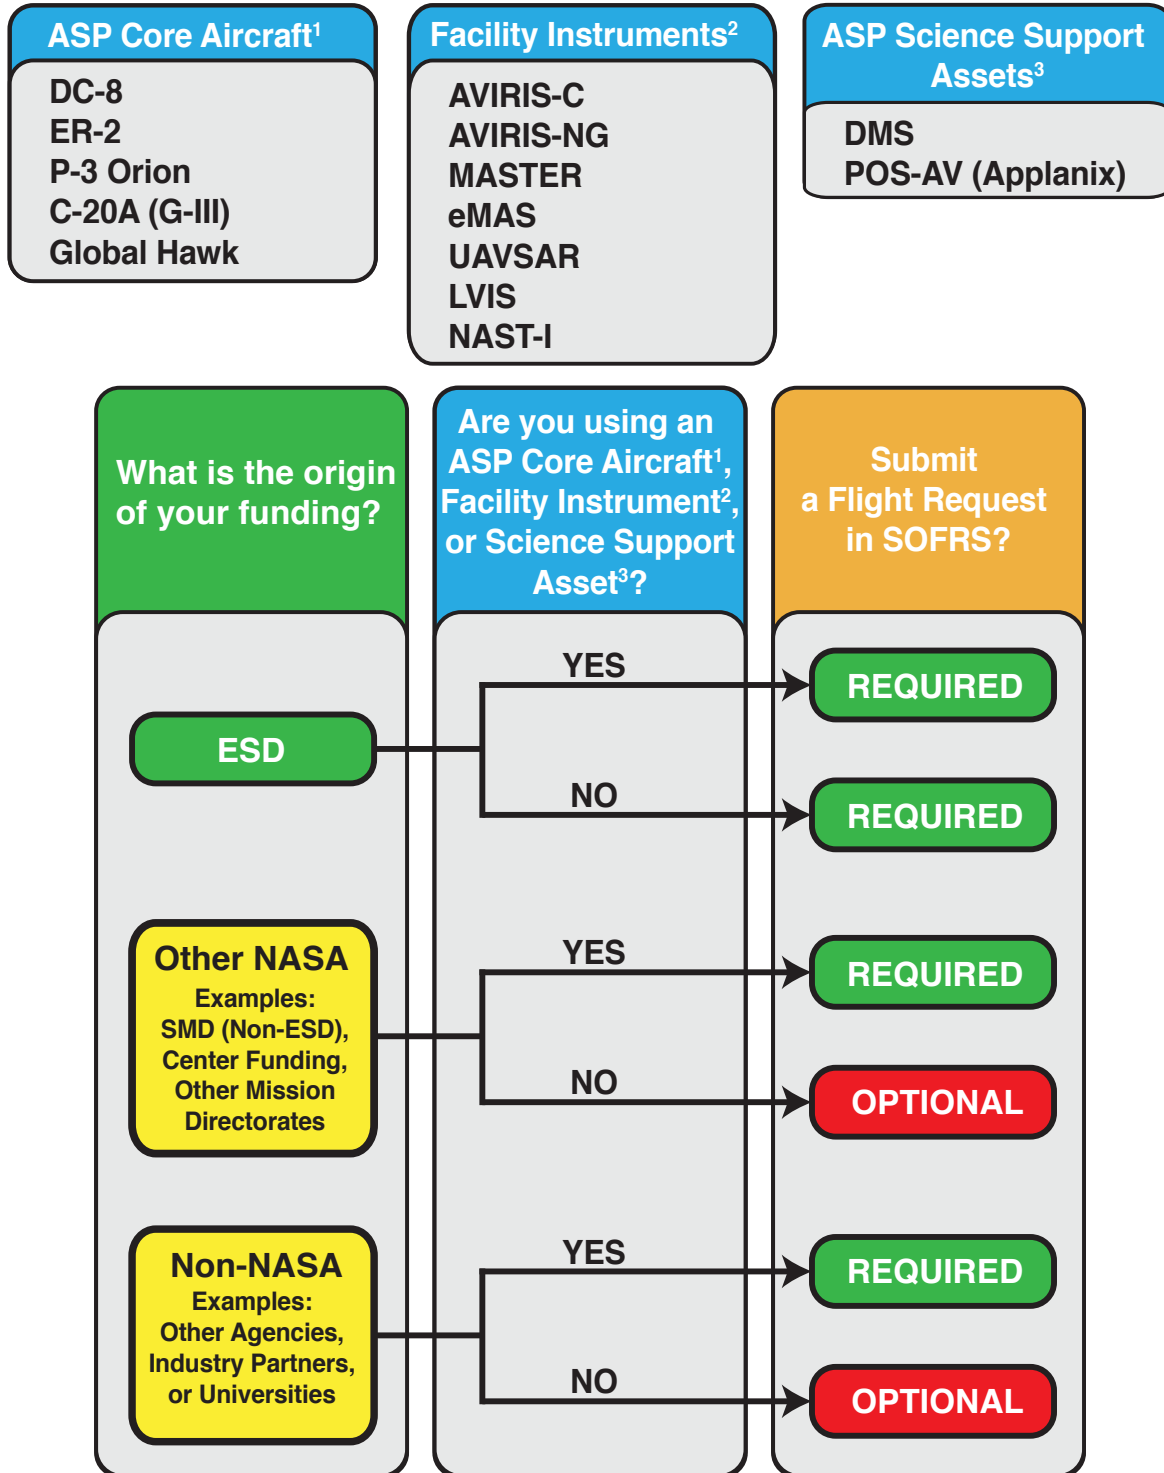 ASP Core Aircraft¹
DC-8
ER-2
P-3 Orion
C-20A (G-III)
Global Hawk
Facility Instruments²
AVIRIS-C
AVIRIS-NG
MASTER
eMAS
UAVSAR
LVIS
NAST-I
ASP Science Support
Assets³
DMS
POS-AV (Applanix)
What is the origin
of your funding?
Are you using an
ASP Core Aircraft¹,
Facility Instrument²,
or Science Support
Asset³?
Submit
a Flight Request
in SOFRS?
ESD
YES
REQUIRED
NO
REQUIRED
Other NASA
Examples:
SMD (Non-ESD),
Center Funding,
Other Mission
Directorates
YES
REQUIRED
NO
OPTIONAL
Non-NASA
Examples:
Other Agencies,
Industry Partners,
or Universities
YES
REQUIRED
NO
OPTIONAL